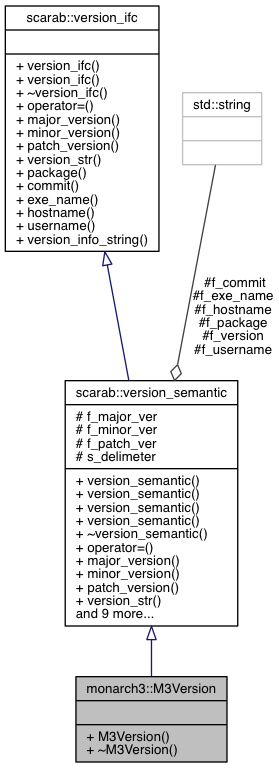 scarab::version_ifc
+ version_ifc()
+ version_ifc()
+ ~version_ifc()
+ operator=()
+ major_version()
+ minor_version()
+ patch_version()
+ version_str()
+ package()
+ commit()
+ exe_name()
+ hostname()
+ username()
+ version_info_string()
std::string
#f_commit
#f_exe_name
#f_hostname
#f_package
#f_version
#f_username
scarab::version_semantic
# f_major_ver
# f_minor_ver
# f_patch_ver
# s_delimeter
+ version_semantic()
+ version_semantic()
+ version_semantic()
+ version_semantic()
+ ~version_semantic()
+ operator=()
+ major_version()
+ minor_version()
+ patch_version()
+ version_str()
and 9 more...
monarch3::M3Version
+ M3Version()
+ ~M3Version()